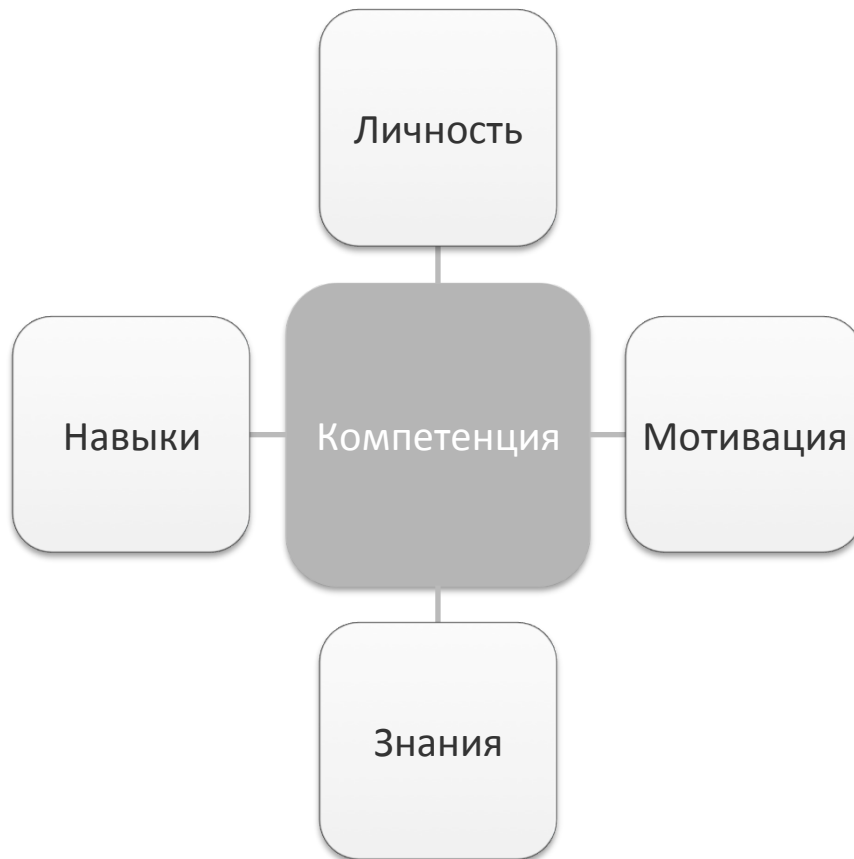 Личность
Навыки
Компетенция
Мотивация
Знания